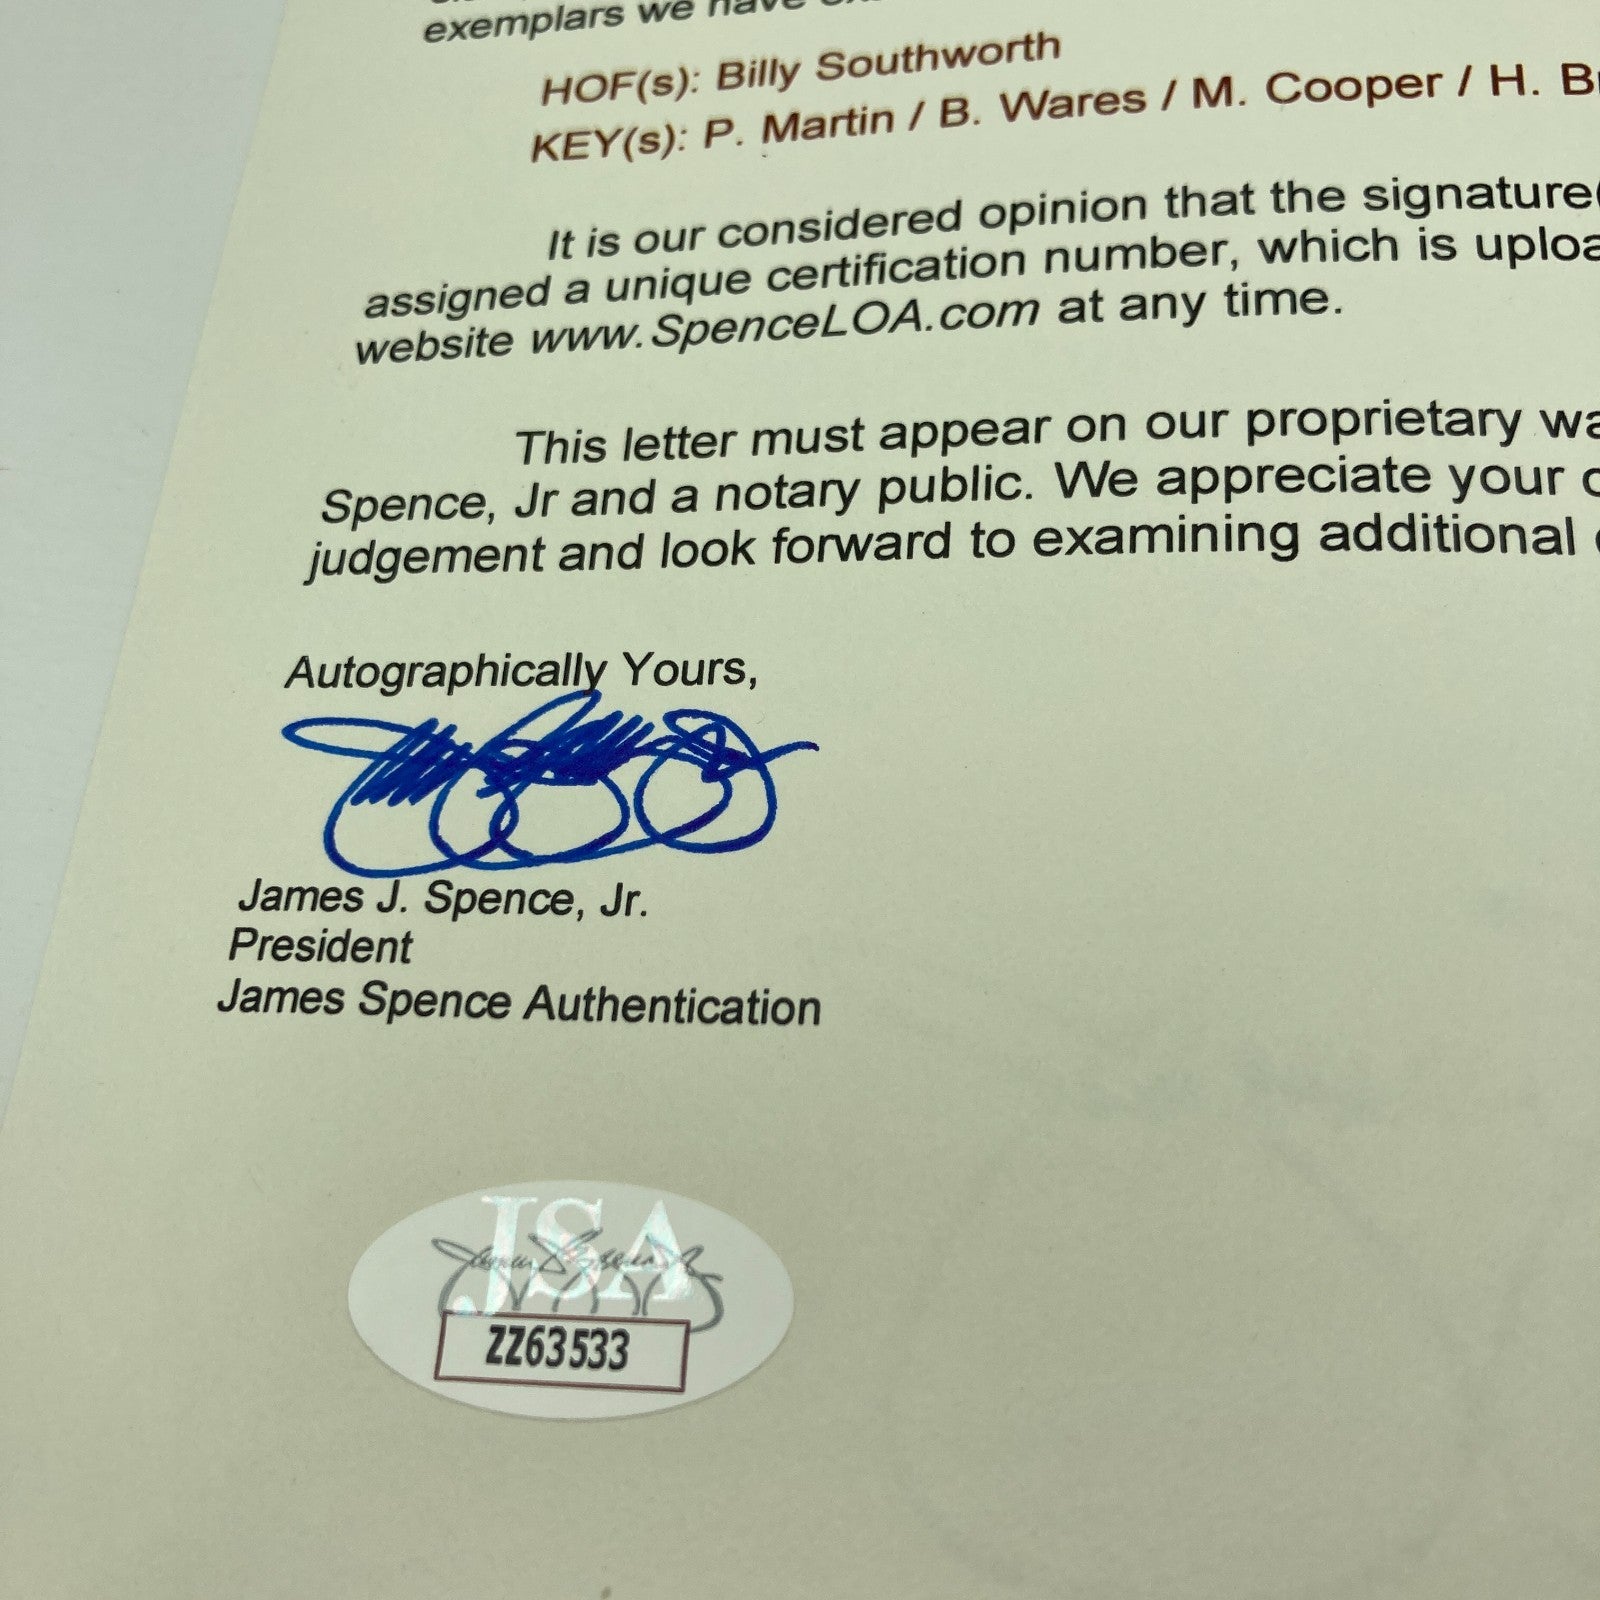 exemplars we have
HOF(s): Billy Southworth
KEY(s): P. Martin / B. Wares / M. Cooper / H.
It is our considered opinion that the signature(
assigned a unique certification number, which is uploa
website www.SpenceLOA.com at any time.
This letter must appear on our proprietary wa
Spence, Jr and a notary public. We appreciate your
judgement and look forward to examining additional
Autographically Yours,
James J. Spence, Jr.
President
James Spence Authentication
JSA
ZZ63533